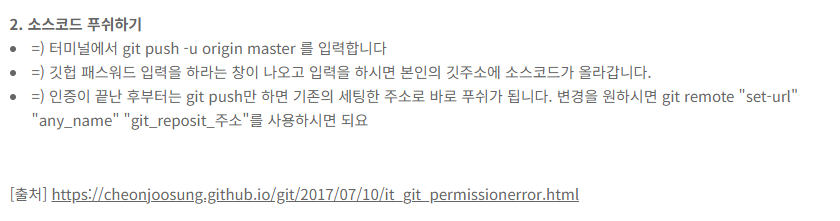 2. 소스코드 푸쉬하기
● =) 터미널에서 git push -u origin master 를 입력합니다
● =) 깃헙 패스워드 입력을 하라는 창이 나오고 입력을 하시면 본인의 깃주소에 소스코드가 올라갑니다.
● =) 인증이 끝난 후부터는 git push만 하면 기존의 세팅한 주소로 바로 푸쉬가 됩니다. 변경을 원하시면 git remote "set-url"
"any_name" "git_reposit_주소"를 사용하시면 되요
[출처] https://cheonjoosung.github.io/git/2017/07/10/it_git_permissionerror.html